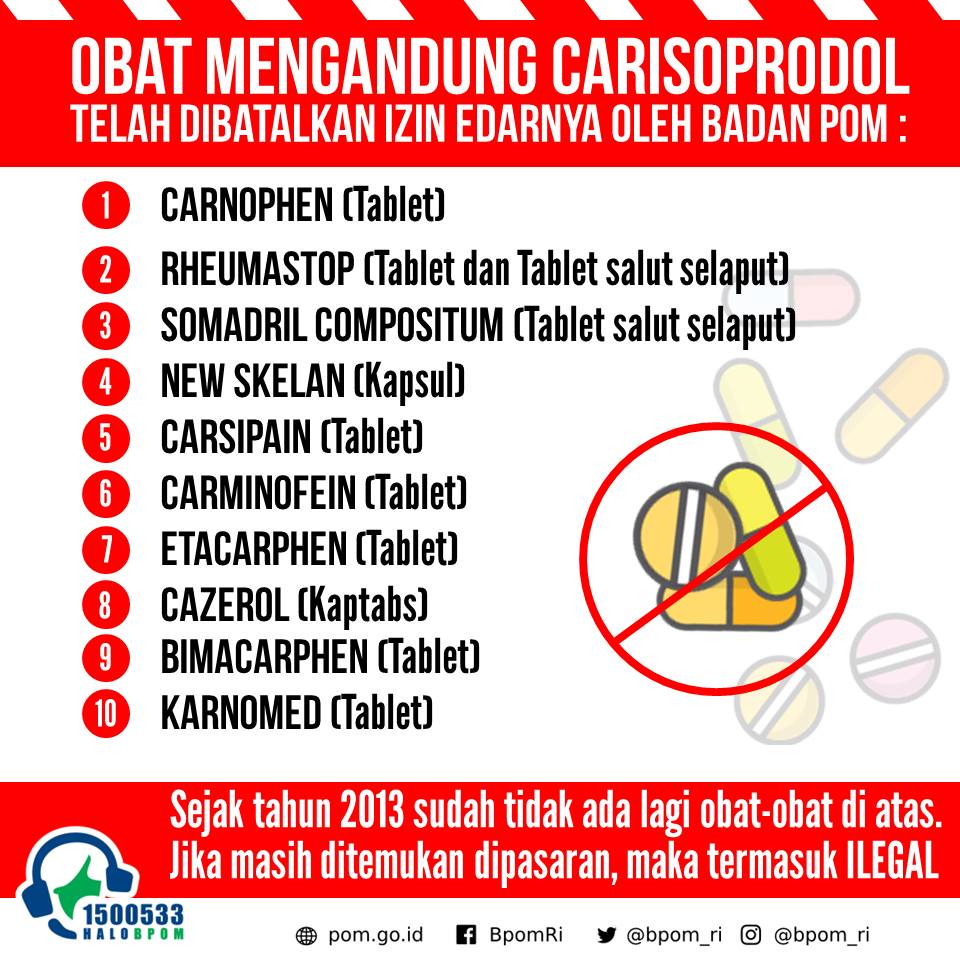 OBAT MENGANDUNG CARISOPRODOL
TELAH DIBATALKAN IZIN EDARNYA OLEH BADAN POM :
1 CARNOPHEN (Tablet)
2 RHEUMASTOP (Tablet dan Tablet salut selaput)
3 SOMADRIL COMPOSITUM (Tablet salut selaput)
4 NEW SKELAN (Kapsul)
5 CARSIPAIN (Tablet)
6 CARMINOFEIN (Tablet)
7 ETACARPHEN (Tablet)
8 CAZEROL (Kaptabs)
9 BIMACARPHEN (Tablet)
10 KARNOMED (Tablet)
Sejak tahun 2013 sudah tidak ada lagi obat-obat di atas.
Jika masih ditemukan dipasaran, maka termasuk ILEGAL
1500533
HALOBPOM
pom.go.id BpomRi @bpom_ri @bpom_ri